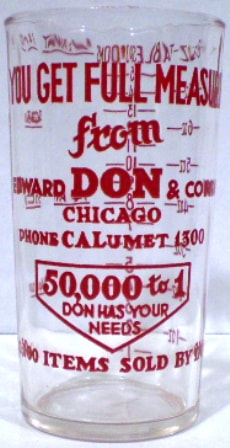 YOU GET FULL MEASURE
from
EDWARD DON & COMPANY
CHICAGO
PHONE CALUMET 1300
50,000 to 1
DON HAS YOUR
NEEDS
ITEMS SOLD BY